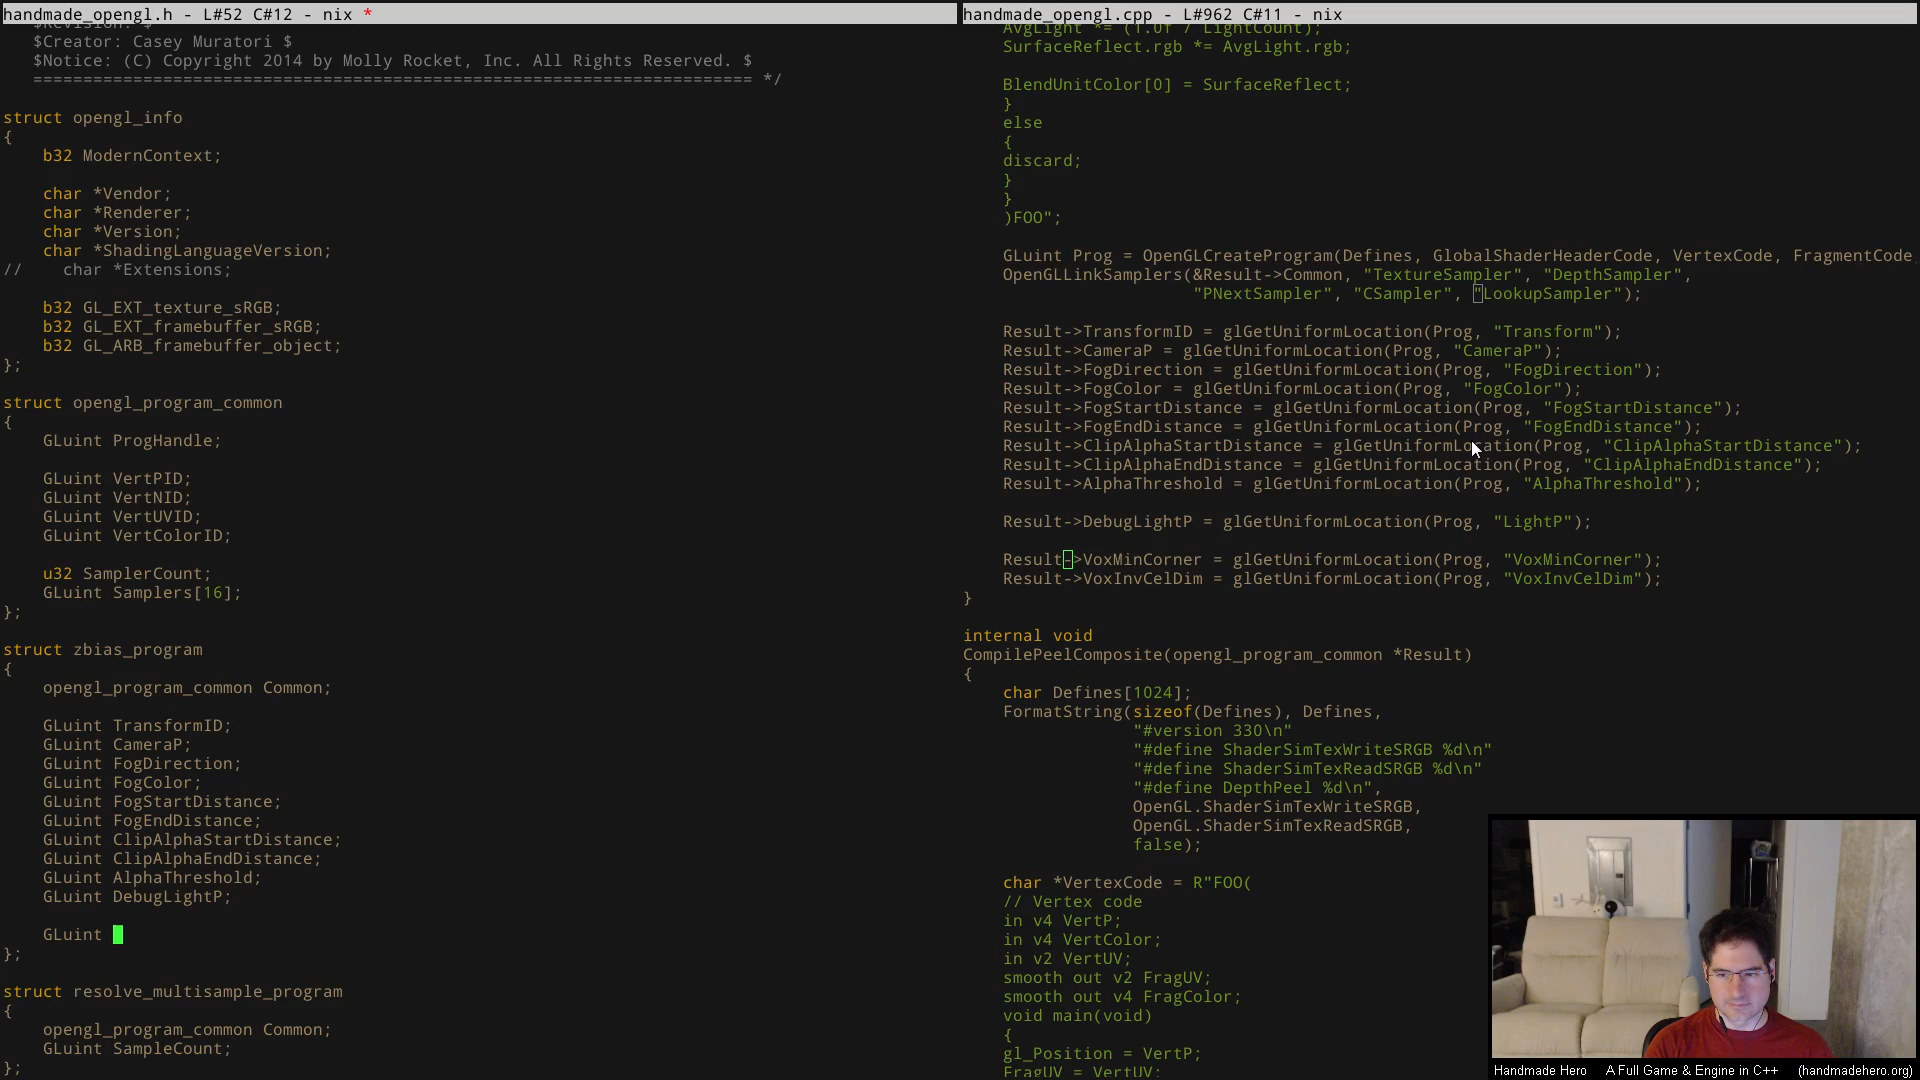 handmade_opengl.h - L#52 C#12 - nix *
$Revision: $
$Creator: Casey Muratori $
$Notice: (C) Copyright 2014 by Molly Rocket, Inc. All Rights Reserved. $
======================================================================== */
struct opengl_info
{
b32 ModernContext;
char *Vendor;
char *Renderer;
char *Version;
char *ShadingLanguageVersion;
// char *Extensions;
b32 GL_EXT_texture_sRGB;
b32 GL_EXT_framebuffer_sRGB;
b32 GL_ARB_framebuffer_object;
};
struct opengl_program_common
{
GLuint ProgHandle;
GLuint VertPID;
GLuint VertNID;
GLuint VertUVID;
GLuint VertColorID;
u32 SamplerCount;
GLuint Samplers[16];
};
struct zbias_program
{
opengl_program_common Common;
GLuint TransformID;
GLuint CameraP;
GLuint FogDirection;
GLuint FogColor;
GLuint FogStartDistance;
GLuint FogEndDistance;
GLuint ClipAlphaStartDistance;
GLuint ClipAlphaEndDistance;
GLuint AlphaThreshold;
GLuint DebugLightP;
GLuint
};
struct resolve_multisample_program
{
opengl_program_common Common;
GLuint SampleCount;
};
handmade_opengl.cpp - L#962 C#11 - nix
AvgLight *= (1.0f / LightCount);
SurfaceReflect.rgb *= AvgLight.rgb;
BlendUnitColor[0] = SurfaceReflect;
}
else
{
discard;
}
}
)FOO";
GLuint Prog = OpenGLCreateProgram(Defines, GlobalShaderHeaderCode, VertexCode, FragmentCode
OpenGLLinkSamplers(&Result->Common, "TextureSampler", "DepthSampler",
"PNextSampler", "CSampler", "LookupSampler");
Result->TransformID = glGetUniformLocation(Prog, "Transform");
Result->CameraP = glGetUniformLocation(Prog, "CameraP");
Result->FogDirection = glGetUniformLocation(Prog, "FogDirection");
Result->FogColor = glGetUniformLocation(Prog, "FogColor");
Result->FogStartDistance = glGetUniformLocation(Prog, "FogStartDistance");
Result->FogEndDistance = glGetUniformLocation(Prog, "FogEndDistance");
Result->ClipAlphaStartDistance = glGetUniformLocation(Prog, "ClipAlphaStartDistance");
Result->ClipAlphaEndDistance = glGetUniformLocation(Prog, "ClipAlphaEndDistance");
Result->AlphaThreshold = glGetUniformLocation(Prog, "AlphaThreshold");
Result->DebugLightP = glGetUniformLocation(Prog, "LightP");
Result->VoxMinCorner = glGetUniformLocation(Prog, "VoxMinCorner");
Result->VoxInvCelDim = glGetUniformLocation(Prog, "VoxInvCelDim");
}
internal void
CompilePeelComposite(opengl_program_common *Result)
{
char Defines[1024];
FormatString(sizeof(Defines), Defines,
"#version 330\n"
"#define ShaderSimTexWriteSRGB %d\n"
"#define ShaderSimTexReadSRGB %d\n"
"#define DepthPeel %d\n",
OpenGL.ShaderSimTexWriteSRGB,
OpenGL.ShaderSimTexReadSRGB,
false);
char *VertexCode = R"FOO(
// Vertex code
in v4 VertP;
in v4 VertColor;
in v2 VertUV;
smooth out v2 FragUV;
smooth out v4 FragColor;
void main(void)
{
gl_Position = VertP;
FragUV = VertUV;
Handmade Hero A Full Game & Engine in C++ (handmadehero.org)